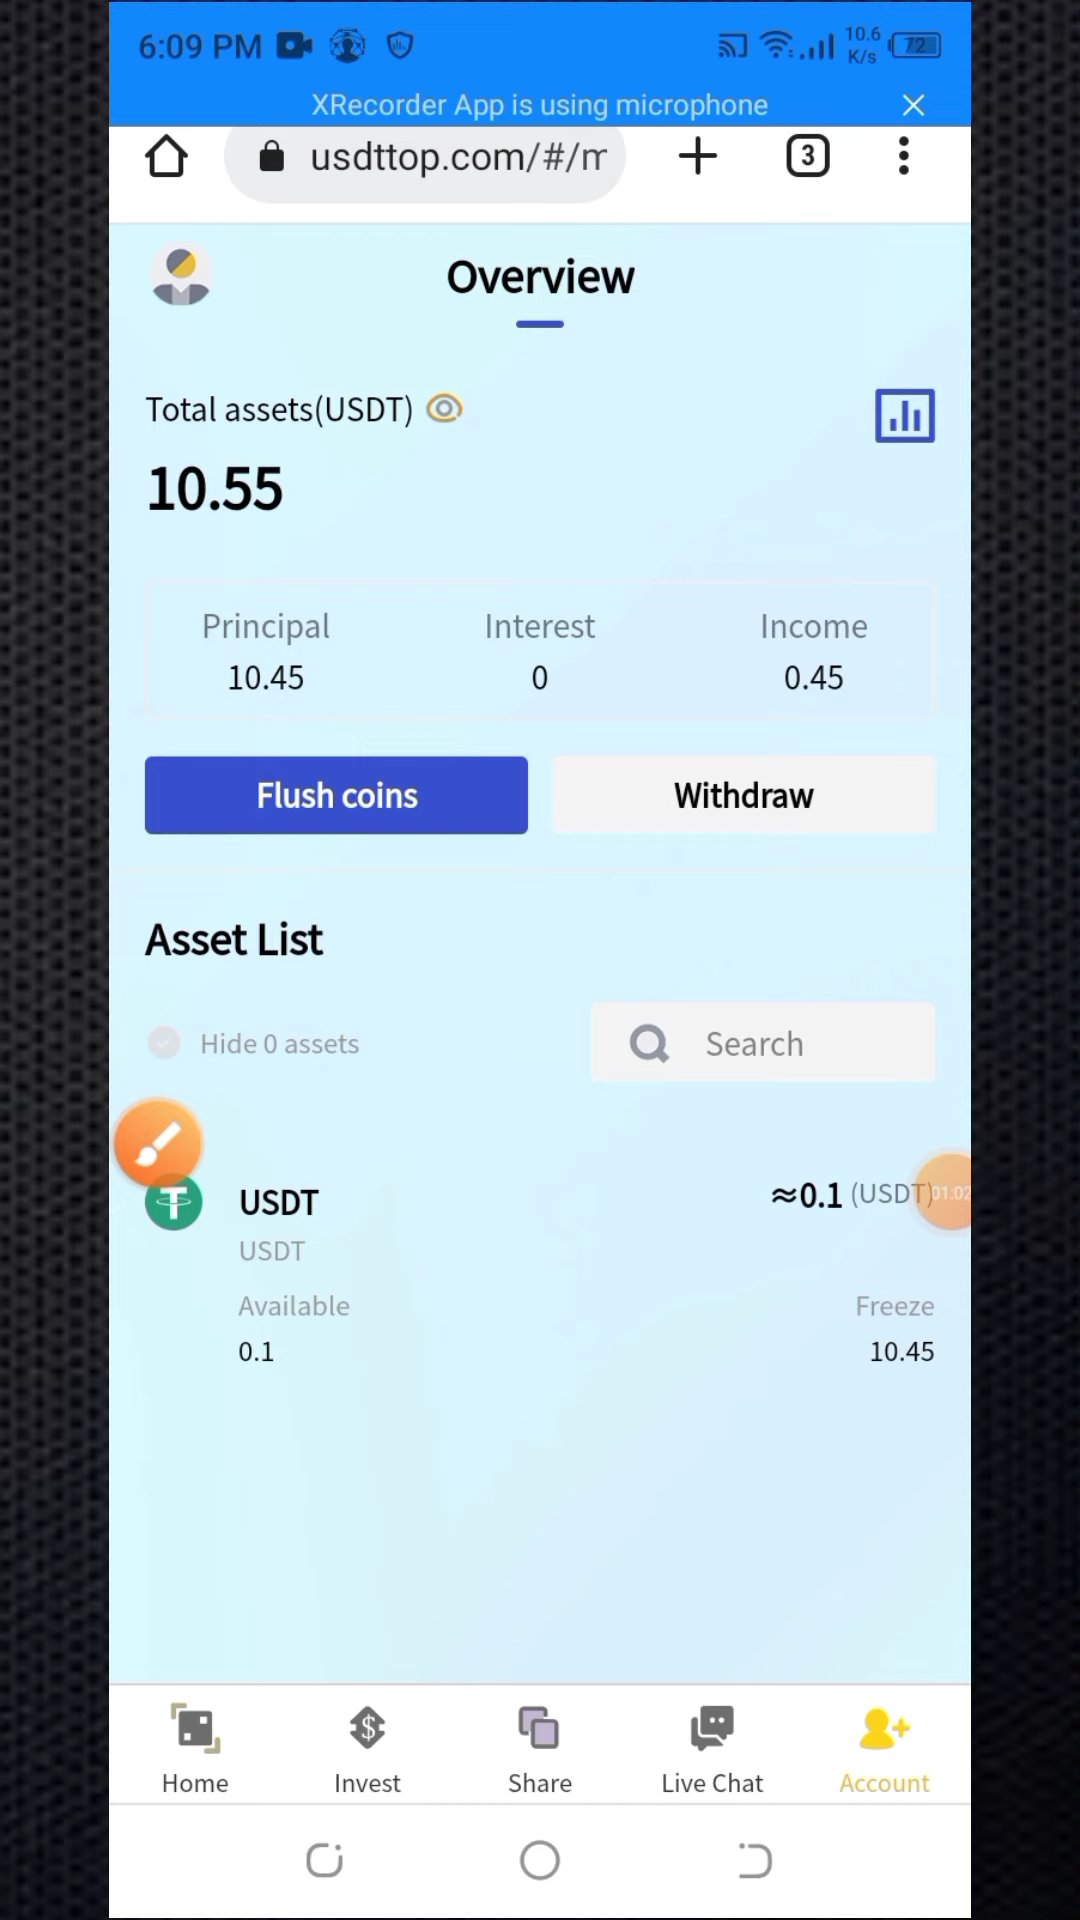 6:09 PM
10.6
K/s
72
XRecorder App is using microphone
usdttop.com/#/m
3
Overview
Total assets(USDT)
10.55
Principal
Interest
Income
10.45
0
0.45
Flush coins
Withdraw
Asset List
Hide 0 assets
Search
USDT
≈0.1 (USDT)
01:02
USDT
Available
Freeze
0.1
10.45
Home
Invest
Share
Live Chat
Account